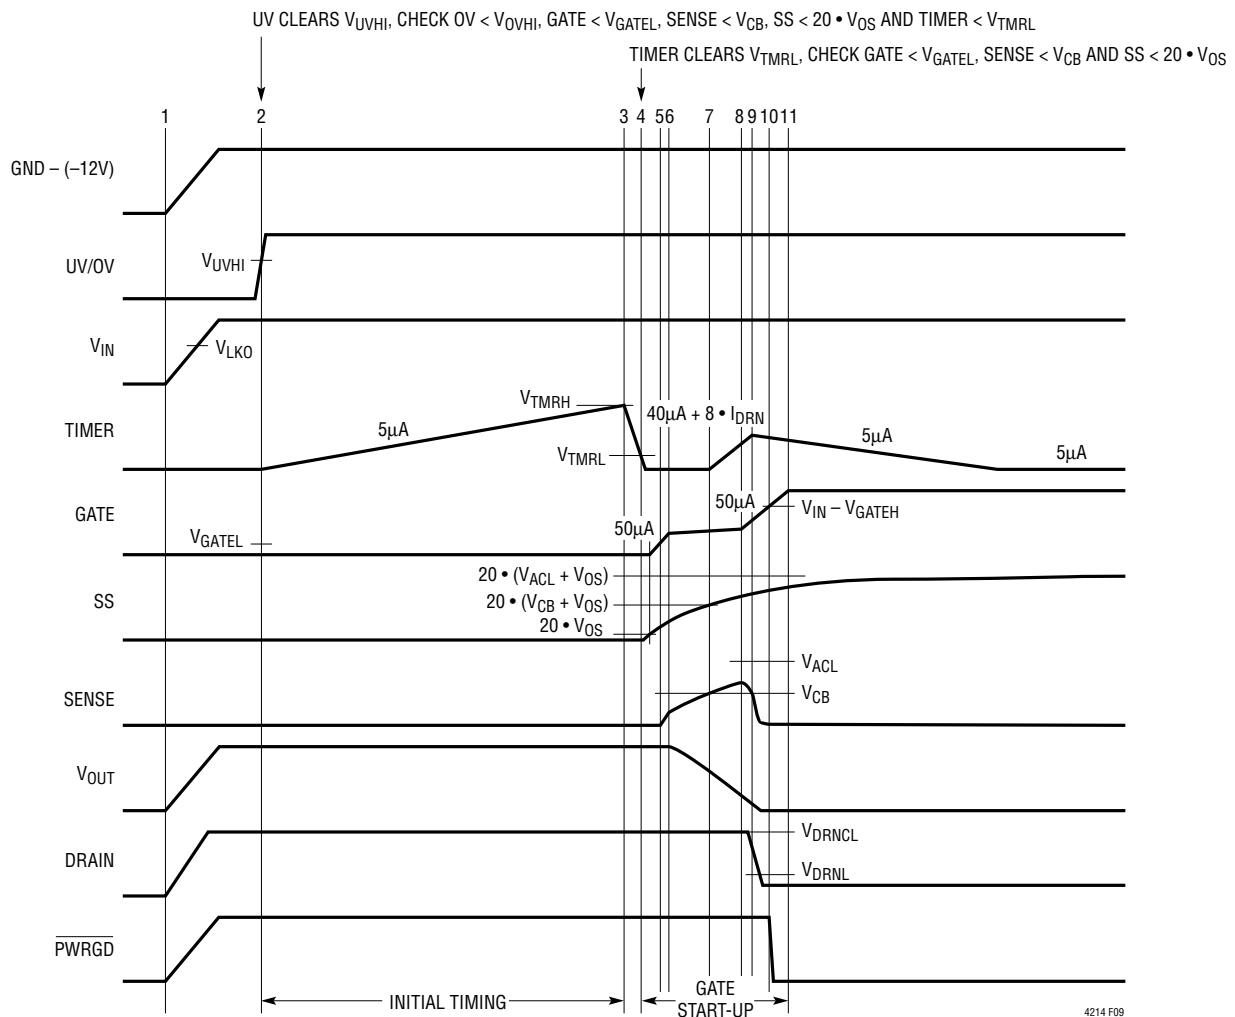 UV CLEARS VUVHI, CHECK OV < VOVHI, GATE < VGATEL, SENSE < VCB, SS < 20 • VOS AND TIMER < VTMRL
TIMER CLEARS VTMRL, CHECK GATE < VGATEL, SENSE < VCB AND SS < 20 • VOS
1 2 3 4 5 6 7 8 9 10 11
GND – (–12V)
UV/OV
VUVHI
VIN
VLKO
TIMER
5µA
VTMRH
VTMRL
40µA + 8 • IDRN
5µA
5µA
GATE
VGATEL
50µA
50µA
VIN – VGATEH
SS
20 • (VACL + VOS)
20 • (VCB + VOS)
20 • VOS
SENSE
VACL
VCB
VOUT
DRAIN
VDRNCL
VDRNL
PWRGD
INITIAL TIMING
GATE
START-UP
4214 F09